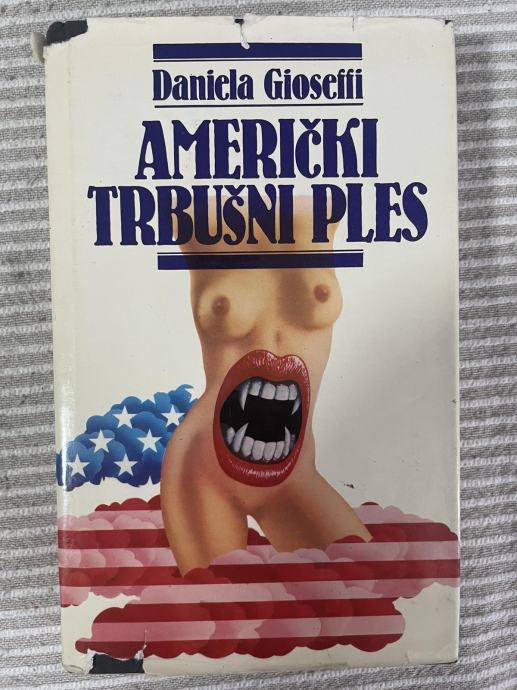 Daniela Gioseffi
AMERIČKI
TRBUŠNI PLES